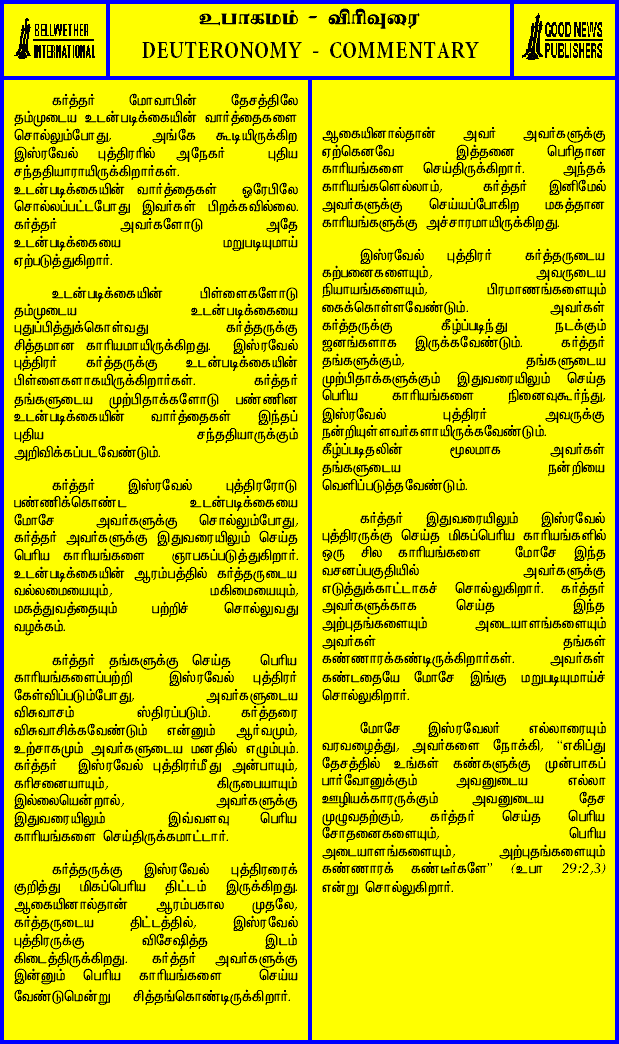 BELLWETHER
INTERNATIONAL
உபாகமம் - விரிவுரை
DEUTERONOMY - COMMENTARY
GOOD NEWS
PUBLISHERS
கர்த்தர் மோவாபின் தேசத்திலே
தம்முடைய உடன்படிக்கையின் வார்த்தைகளை
சொல்லும்போது, அங்கே கூடியிருக்கிற
இஸ்ரவேல் புத்திரரில் அநேகர் புதிய
சந்ததியாராயிருக்கிறார்கள்.
உடன்படிக்கையின் வார்த்தைகள் ஓரேபிலே
சொல்லப்பட்டபோது இவர்கள் பிறக்கவில்லை.
கர்த்தர் அவர்களோடு அதே
உடன்படிக்கையை மறுபடியுமாய்
ஏற்படுத்துகிறார்.
உடன்படிக்கையின் பிள்ளைகளோடு
தம்முடைய உடன்படிக்கையை
புதுப்பித்துக்கொள்வது கர்த்தருக்கு
சித்தமான காரியமாயிருக்கிறது. இஸ்ரவேல்
புத்திரர் கர்த்தருக்கு உடன்படிக்கையின்
பிள்ளைகளாகயிருக்கிறார்கள். கர்த்தர்
தங்களுடைய முற்பிதாக்களோடு பண்ணின
உடன்படிக்கையின் வார்த்தைகள் இந்தப்
புதிய சந்ததியாருக்கும்
அறிவிக்கப்படவேண்டும்.
கர்த்தர் இஸ்ரவேல் புத்திரரோடு
பண்ணிக்கொண்ட உடன்படிக்கையை
மோசே அவர்களுக்கு சொல்லும்போது,
கர்த்தர் அவர்களுக்கு இதுவரையிலும் செய்த
பெரிய காரியங்களை ஞாபகப்படுத்துகிறார்.
உடன்படிக்கையின் ஆரம்பத்தில் கர்த்தருடைய
வல்லமையையும், மகிமையையும்,
மகத்துவத்தையும் பற்றிச் சொல்லுவது
வழக்கம்.
கர்த்தர் தங்களுக்கு செய்த பெரிய
காரியங்களைப்பற்றி இஸ்ரவேல் புத்திரர்
கேள்விப்படும்போது, அவர்களுடைய
விசுவாசம் ஸ்திரப்படும். கர்த்தரை
விசுவாசிக்கவேண்டும் என்னும் ஆர்வமும்,
உற்சாகமும் அவர்களுடைய மனதில் எழும்பும்.
கர்த்தர் இஸ்ரவேல் புத்திரர்மீது அன்பாயும்,
கரிசனையாயும், கிருபையாயும்
இல்லையென்றால், அவர்களுக்கு
இதுவரையிலும் இவ்வளவு பெரிய
காரியங்களை செய்திருக்கமாட்டார்.
கர்த்தருக்கு இஸ்ரவேல் புத்திரரைக்
குறித்து மிகப்பெரிய திட்டம் இருக்கிறது.
ஆகையினால்தான் ஆரம்பகால முதலே,
கர்த்தருடைய திட்டத்தில், இஸ்ரவேல்
புத்திரருக்கு விசேஷித்த இடம்
கிடைத்திருக்கிறது. கர்த்தர் அவர்களுக்கு
இன்னும் பெரிய காரியங்களை செய்ய
வேண்டுமென்று சித்தங்கொண்டிருக்கிறார்.
ஆகையினால்தான் அவர் அவர்களுக்கு
ஏற்கெனவே இத்தனை பெரிதான
காரியங்களை செய்திருக்கிறார். அந்தக்
காரியங்களெல்லாம், கர்த்தர் இனிமேல்
அவர்களுக்கு செய்யப்போகிற மகத்தான
காரியங்களுக்கு அச்சாரமாயிருக்கிறது.
இஸ்ரவேல் புத்திரர் கர்த்தருடைய
கற்பனைகளையும், அவருடைய
நியாயங்களையும், பிரமாணங்களையும்
கைக்கொள்ளவேண்டும். அவர்கள்
கர்த்தருக்கு கீழ்ப்படிந்து நடக்கும்
ஜனங்களாக இருக்கவேண்டும். கர்த்தர்
தங்களுக்கும், தங்களுடைய
முற்பிதாக்களுக்கும் இதுவரையிலும் செய்த
பெரிய காரியங்களை நினைவுகூர்ந்து,
இஸ்ரவேல் புத்திரர் அவருக்கு
நன்றியுள்ளவர்களாயிருக்கவேண்டும்.
கீழ்ப்படிதலின் மூலமாக அவர்கள்
தங்களுடைய நன்றியை
வெளிப்படுத்தவேண்டும்.
கர்த்தர் இதுவரையிலும் இஸ்ரவேல்
புத்திரருக்கு செய்த மிகப்பெரிய காரியங்களில்
ஒரு சில காரியங்களை மோசே இந்த
வசனப்பகுதியில் அவர்களுக்கு
எடுத்துக்காட்டாகச் சொல்லுகிறார். கர்த்தர்
அவர்களுக்காக செய்த இந்த
அற்புதங்களையும் அடையாளங்களையும்
அவர்கள் தங்கள்
கண்ணாரக்கண்டிருக்கிறார்கள். அவர்கள்
கண்டதையே மோசே இங்கு மறுபடியுமாய்ச்
சொல்லுகிறார்.
மோசே இஸ்ரவேலர் எல்லாரையும்
வரவழைத்து, அவர்களை நோக்கி, "எகிப்து
தேசத்தில் உங்கள் கண்களுக்கு முன்பாகப்
பார்வோனுக்கும் அவனுடைய எல்லா
ஊழியக்காரருக்கும் அவனுடைய தேச
முழுவதற்கும், கர்த்தர் செய்த பெரிய
சோதனைகளையும், பெரிய
அடையாளங்களையும், அற்புதங்களையும்
கண்ணாரக் கண்டீர்களே" (உபா 29:2,3)
என்று சொல்லுகிறார்.